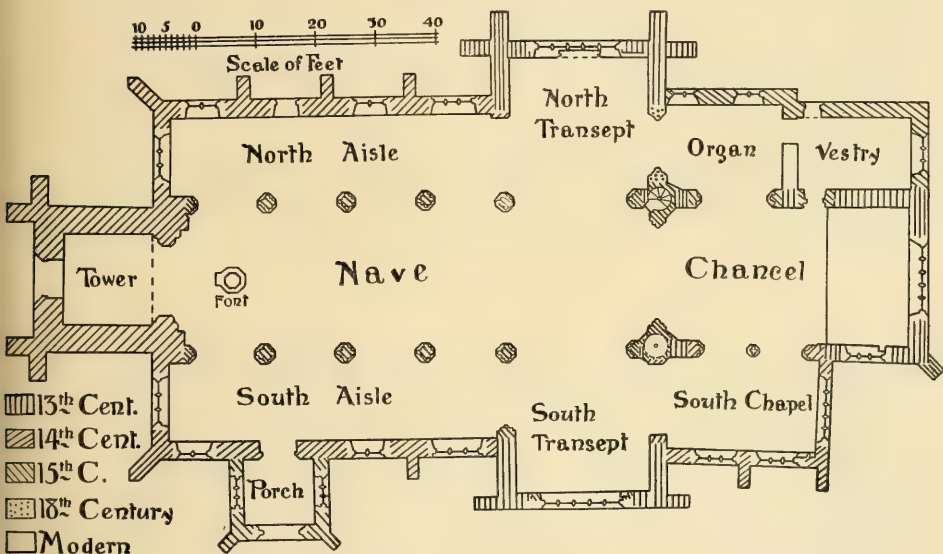 10 5 0 10 20 30 40
Scale of Feet
North
Transept
North Aisle
Organ
Vestry
Tower
Font
Nave
Chancel
South Aisle
South
Transept
South Chapel
Porch
13th Cent.
14th Cent.
15th C.
18th Century
Modern